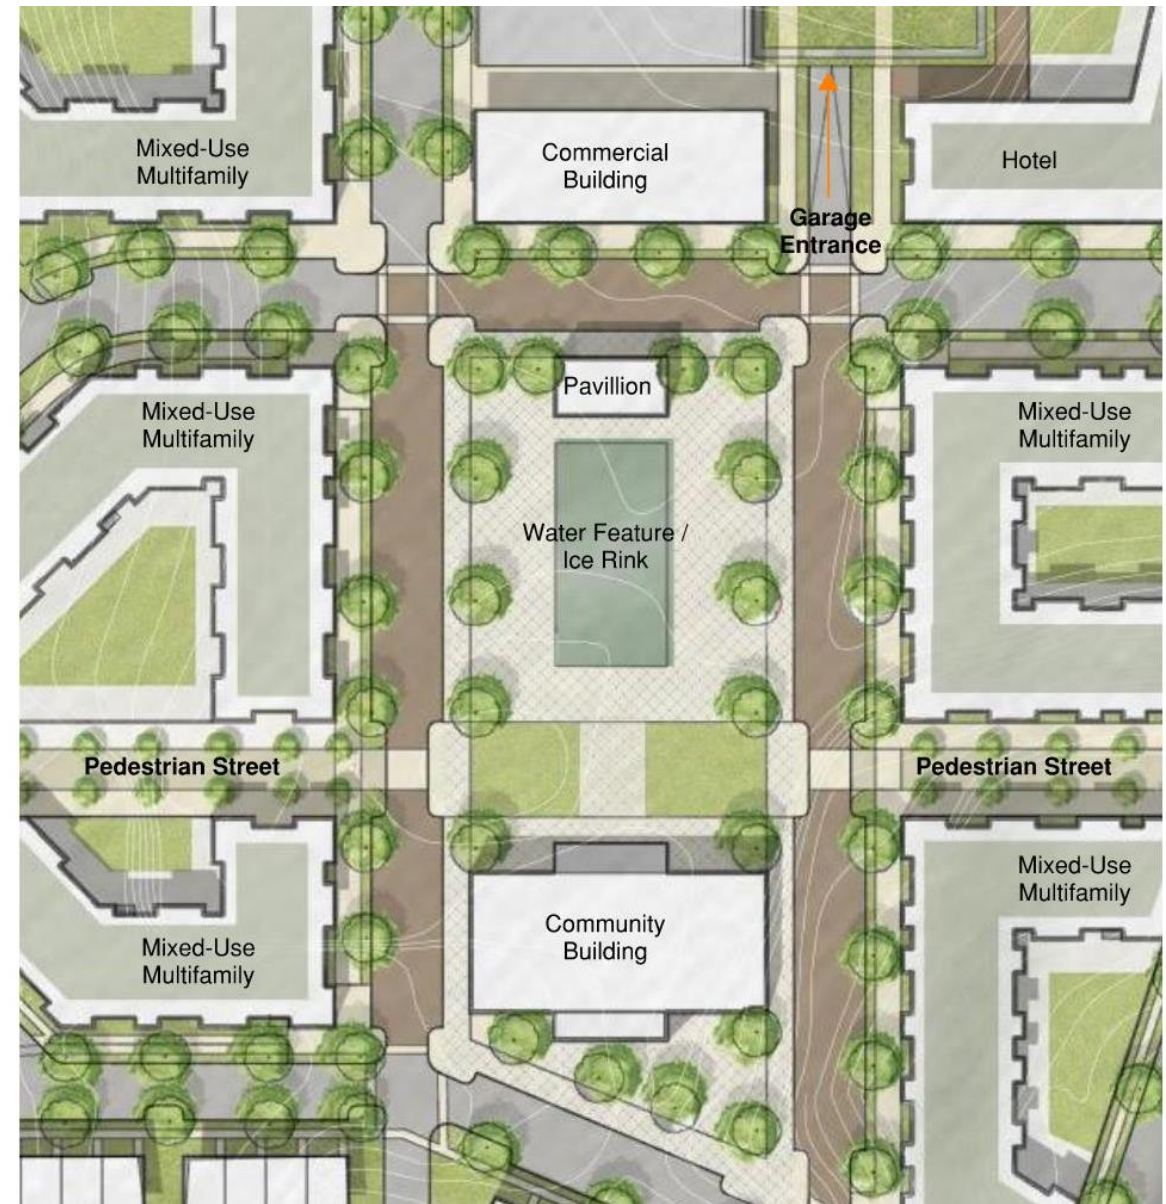 Mixed-Use
Multifamily
Commercial
Building
Hotel
Garage
Entrance
Pavillion
Mixed-Use
Multifamily
Mixed-Use
Multifamily
Water Feature /
Ice Rink
Pedestrian Street
Pedestrian Street
Mixed-Use
Multifamily
Community
Building
Mixed-Use
Multifamily